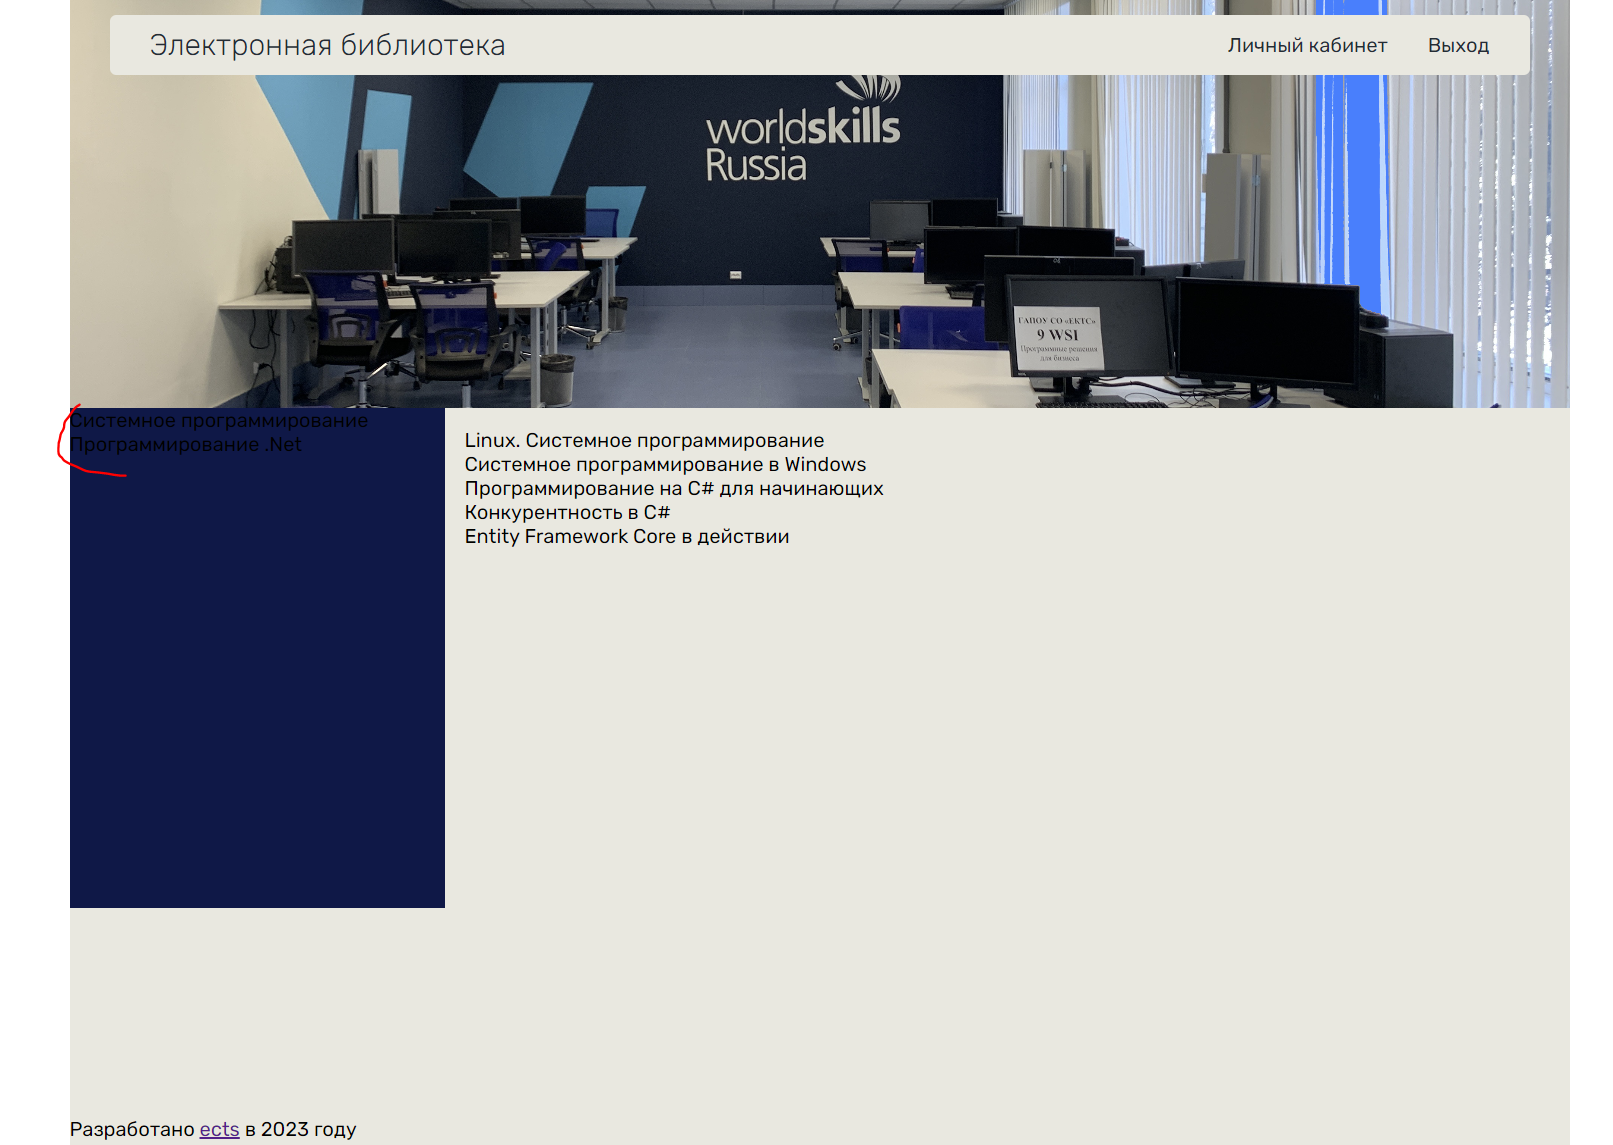 Электронная библиотека
Личный кабинет
Выход
worldskills
Russia
ГАПОУ СО «ЕКТС»
9 WSI
Программные решения
для бизнеса
Системное программирование
Программирование .Net
Linux. Системное программирование
Системное программирование в Windows
Программирование на C# для начинающих
Конкурентность в C#
Entity Framework Core в действии
Разработано ects в 2023 году